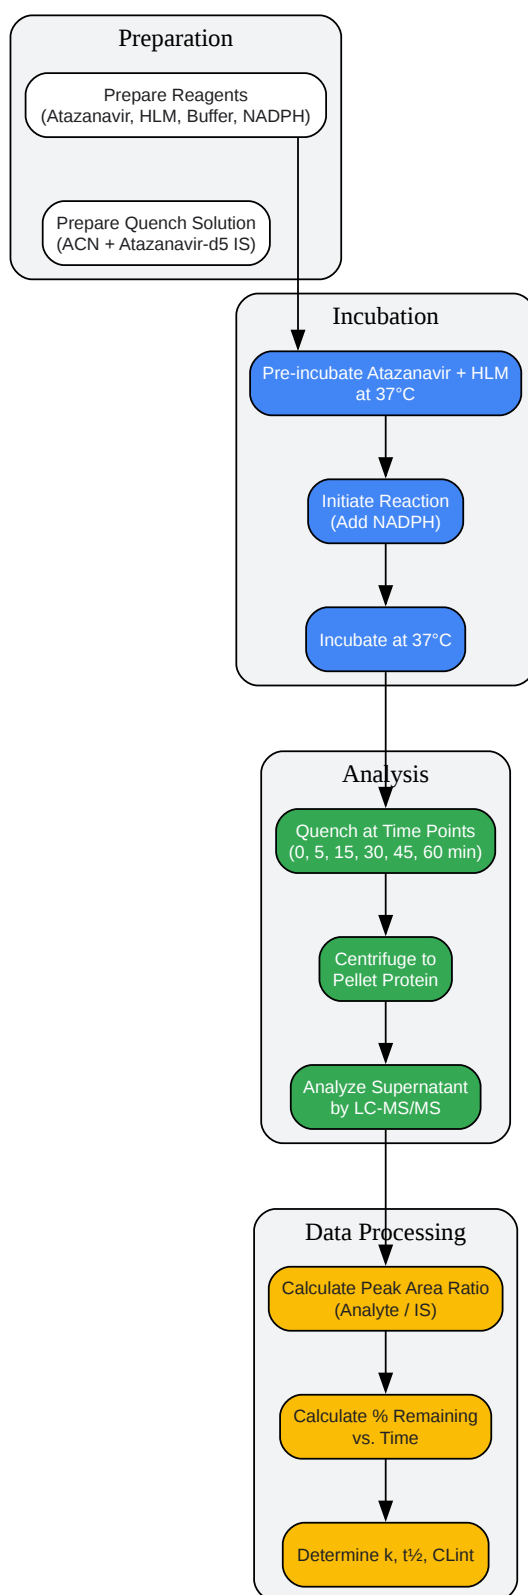 Preparation
Prepare Reagents
(Atazanavir, HLM, Buffer, NADPH)
Prepare Quench Solution
(ACN + Atazanavir-d5 IS)
Incubation
Pre-incubate Atazanavir + HLM
at 37°C
Initiate Reaction
(Add NADPH)
Incubate at 37°C
Analysis
Quench at Time Points
(0, 5, 15, 30, 45, 60 min)
Centrifuge to
Pellet Protein
Analyze Supernatant
by LC-MS/MS
Data Processing
Calculate Peak Area Ratio
(Analyte / IS)
Calculate % Remaining
vs. Time
Determine k, t½, CLint